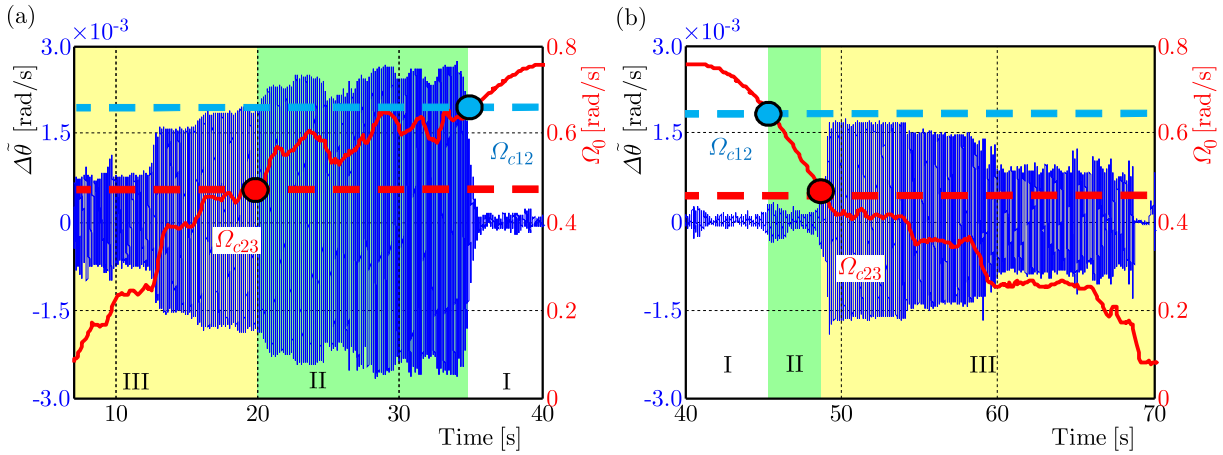 (a)
×10⁻³
3.0
1.5
0
-1.5
-3.0
Δθ̃ [rad/s]
0.8
0.6
0.4
0.2
0
Ω₀ [rad/s]
Ω_c12
Ω_c23
III
II
I
10
20
30
40
Time [s]
(b)
×10⁻³
3.0
1.5
0
-1.5
-3.0
Δθ̃ [rad/s]
0.8
0.6
0.4
0.2
0
Ω₀ [rad/s]
Ω_c12
Ω_c23
I
II
III
40
50
60
70
Time [s]